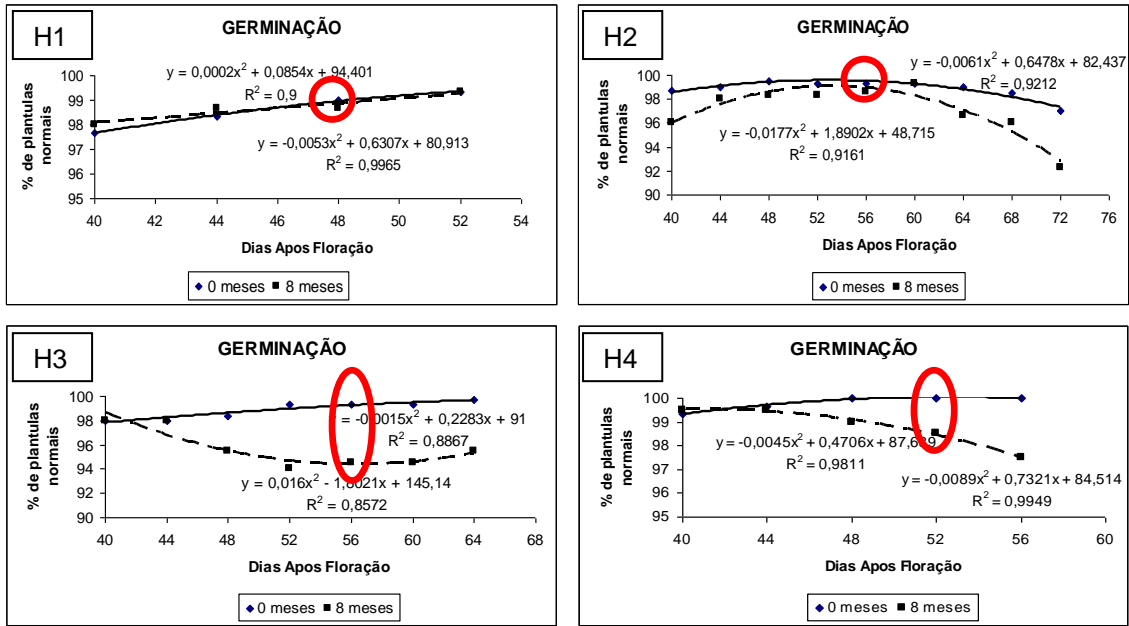 H1
GERMINAÇÃO
y = 0,0002x² + 0,0854x + 94,401
R² = 0,9
y = -0,0053x² + 0,6307x + 80,913
R² = 0,9965
% de plantulas
normais
100
99
98
97
96
95
40 42 44 46 48 50 52 54
Dias Apos Floração
0 meses 8 meses
H2
GERMINAÇÃO
y = -0,0061x² + 0,6478x + 82,437
R² = 0,9212
y = -0,0177x² + 1,8902x + 48,715
R² = 0,9161
% de plantulas
normais
100
98
96
94
92
90
40 44 48 52 56 60 64 68 72 76
Dias Apos Floração
0 meses 8 meses
H3
GERMINAÇÃO
= -0,0015x² + 0,2283x + 91
R² = 0,8867
y = 0,016x² - 1,8021x + 145,14
R² = 0,8572
% de plantulas
normais
100
98
96
94
92
90
40 44 48 52 56 60 64 68
Dias Apos Floração
0 meses 8 meses
H4
GERMINAÇÃO
y = -0,0045x² + 0,4706x +
R² = 0,9811
y = -0,0089x² + 0,7321x + 84,514
R² = 0,9949
% de plantulas
normais
100
99
98
97
96
95
40 44 48 52 56 60
Dias Apos Floração
0 meses 8 meses